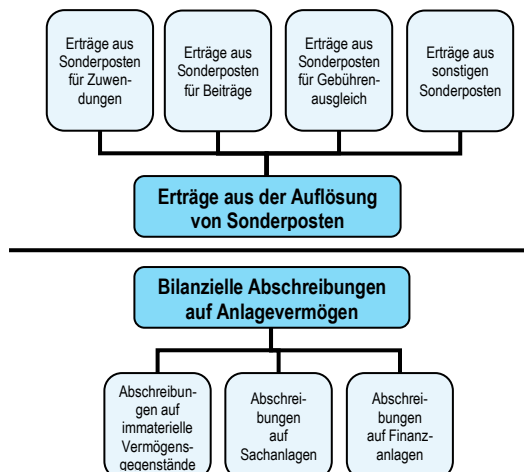 Erträge aus
Sonderposten
für Zuwen-
dungen
Erträge aus
Sonderposten
für Beiträge
Erträge aus
Sonderposten
für Gebühren-
ausgleich
Erträge aus
sonstigen
Sonderposten
Erträge aus der Auflösung
von Sonderposten
Bilanzielle Abschreibungen
auf Anlagevermögen
Abschreibun-
gen auf
immaterielle
Vermögens-
gegenstände
Abschrei-
bungen
auf
Sachanlagen
Abschrei-
bungen
auf Finanz-
anlagen